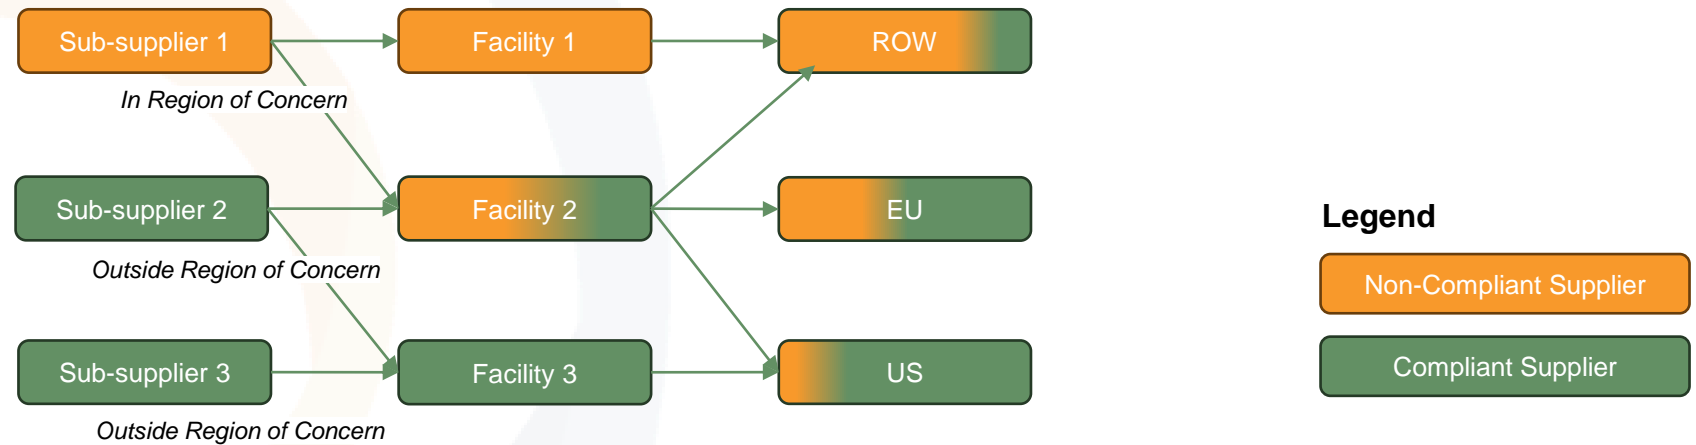 Sub-supplier 1
Facility 1
ROW
In Region of Concern
Sub-supplier 2
Facility 2
EU
Outside Region of Concern
Sub-supplier 3
Facility 3
US
Outside Region of Concern
Legend
Non-Compliant Supplier
Compliant Supplier